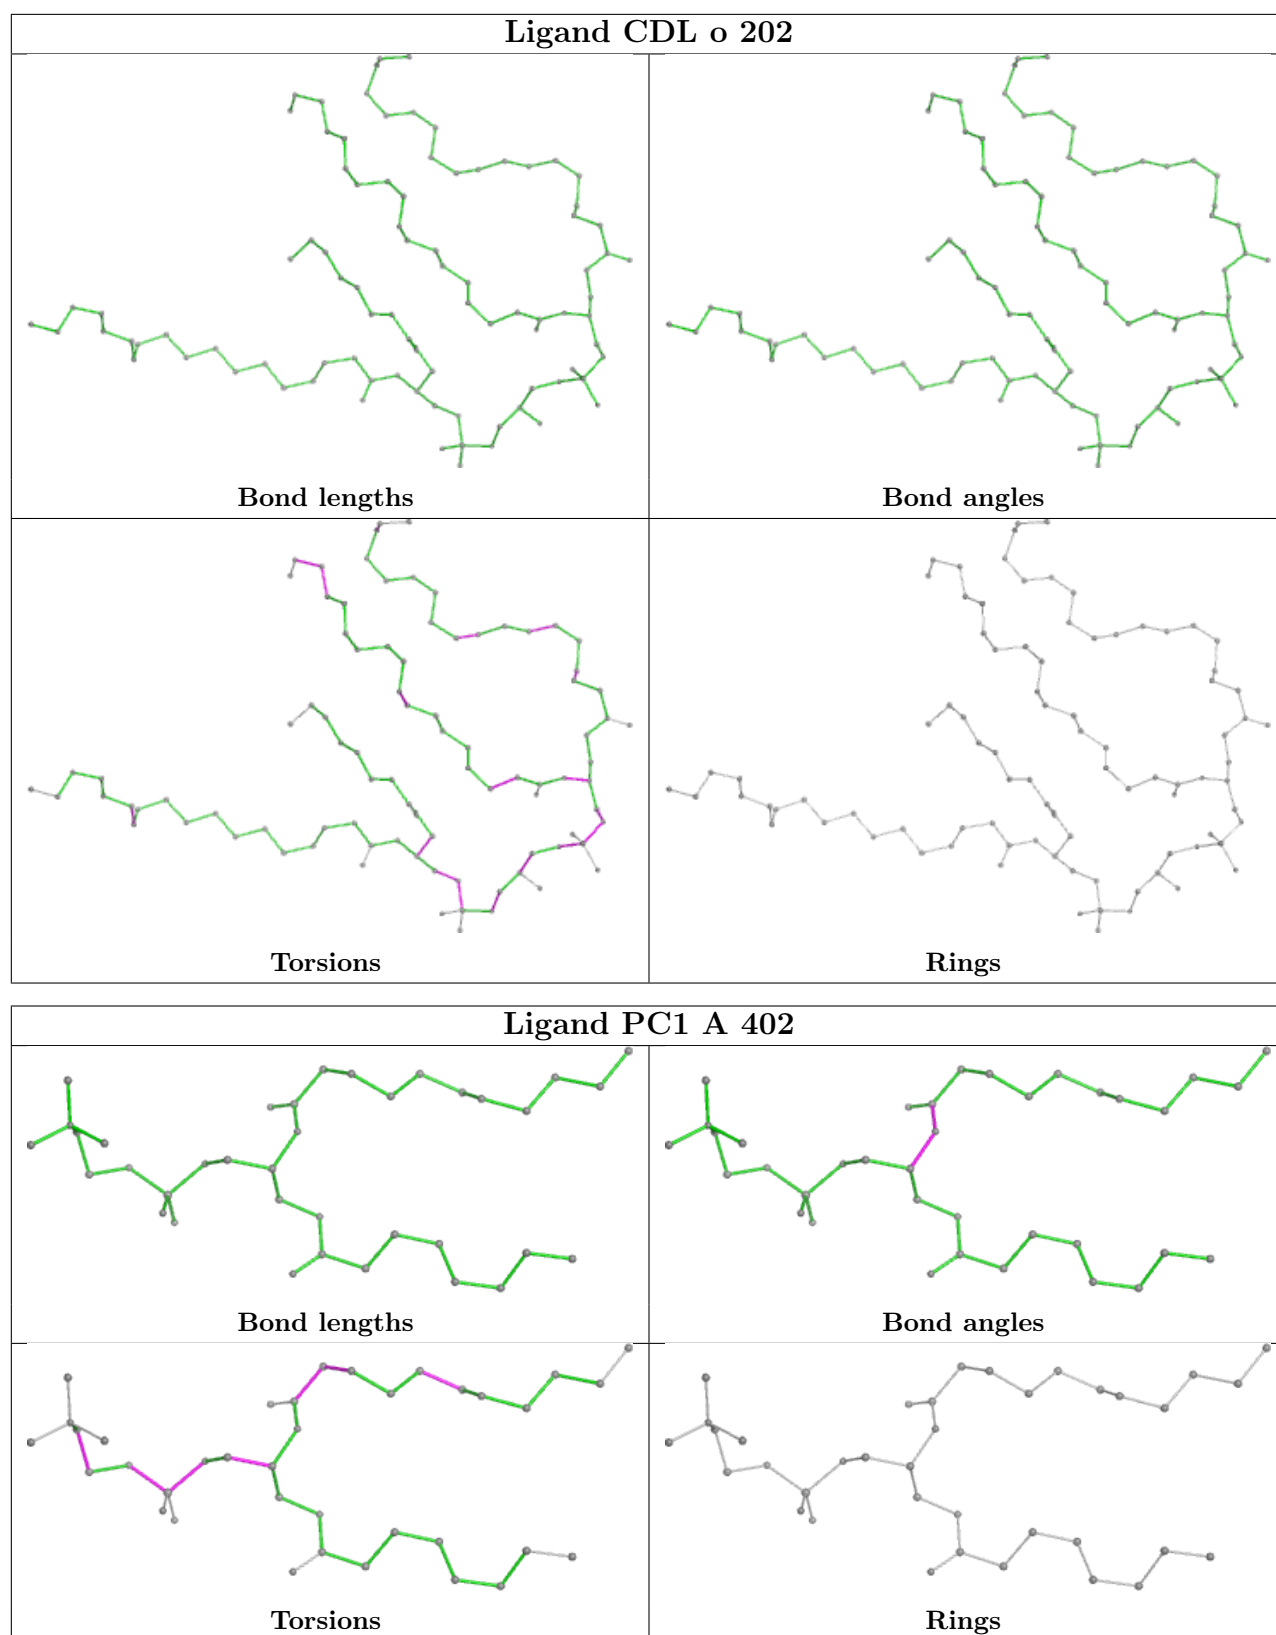 Ligand CDL o 202
Bond lengths
Bond angles
Torsions
Rings
Ligand PC1 A 402
Bond lengths
Bond angles
Torsions
Rings